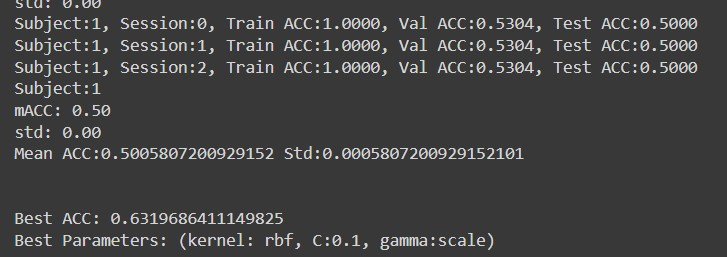 std: 0.00
Subject:1, Session:0, Train ACC:1.0000, Val ACC:0.5304, Test ACC:0.5000
Subject:1, Session:1, Train ACC:1.0000, Val ACC:0.5304, Test ACC:0.5000
Subject:1, Session:2, Train ACC:1.0000, Val ACC:0.5304, Test ACC:0.5000
Subject:1
mACC: 0.50
std: 0.00
Mean ACC:0.5005807200929152 Std:0.0005807200929152101
Best ACC: 0.6319686411149825
Best Parameters: (kernel: rbf, C:0.1, gamma:scale)